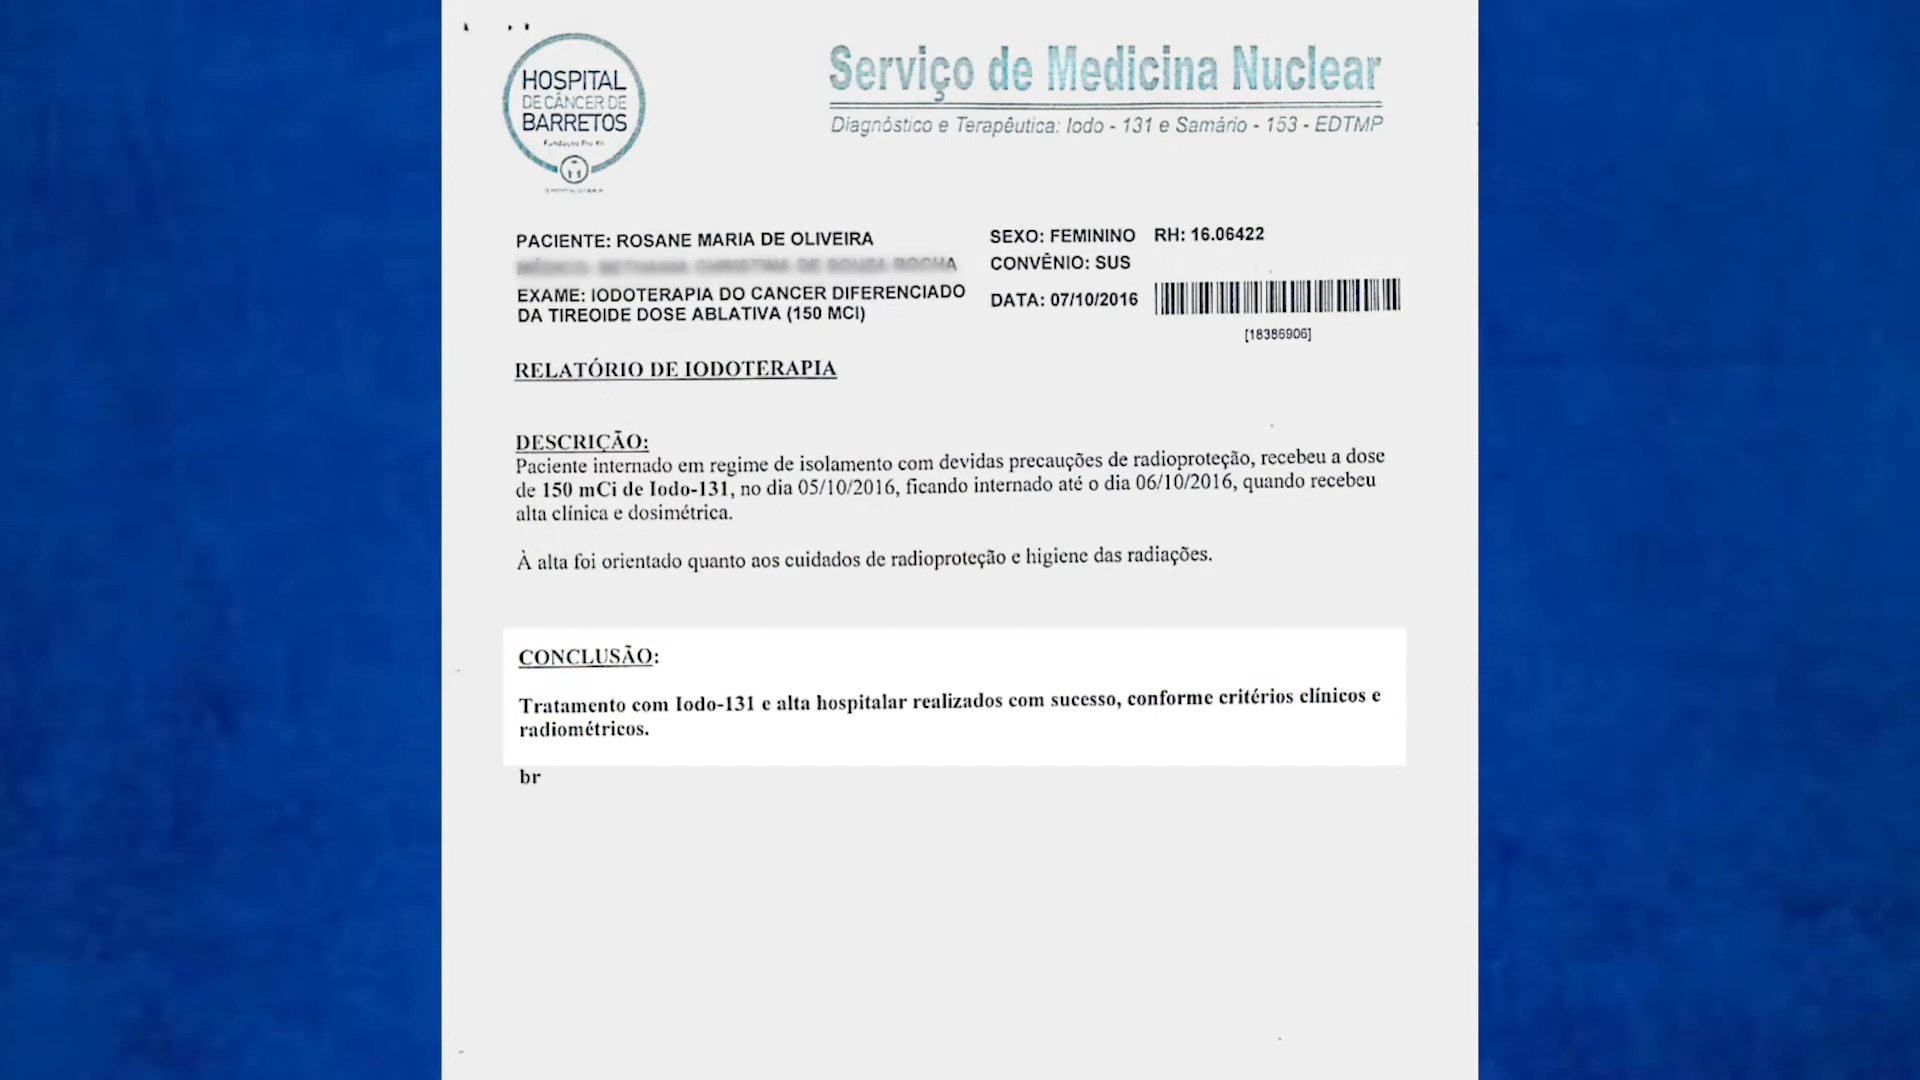 HOSPITAL
DE CÂNCER DE
BARRETOS
Fundação Pio XII
Serviço de Medicina Nuclear
Diagnóstico e Terapêutica: Iodo - 131 e Samário - 153 - EDTMP
PACIENTE: ROSANE MARIA DE OLIVEIRA
SEXO: FEMININO RH: 16.06422
CONVÊNIO: SUS
EXAME: IODOTERAPIA DO CANCER DIFERENCIADO
DA TIREOIDE DOSE ABLATIVA (150 MCI)
DATA: 07/10/2016
[18386906]
RELATÓRIO DE IODOTERAPIA
DESCRIÇÃO:
Paciente internado em regime de isolamento com devidas precauções de radioproteção, recebeu a dose
de 150 mCi de Iodo-131, no dia 05/10/2016, ficando internado até o dia 06/10/2016, quando recebeu
alta clínica e dosimétrica.
À alta foi orientado quanto aos cuidados de radioproteção e higiene das radiações.
CONCLUSÃO:
Tratamento com Iodo-131 e alta hospitalar realizados com sucesso, conforme critérios clínicos e
radiométricos.
br